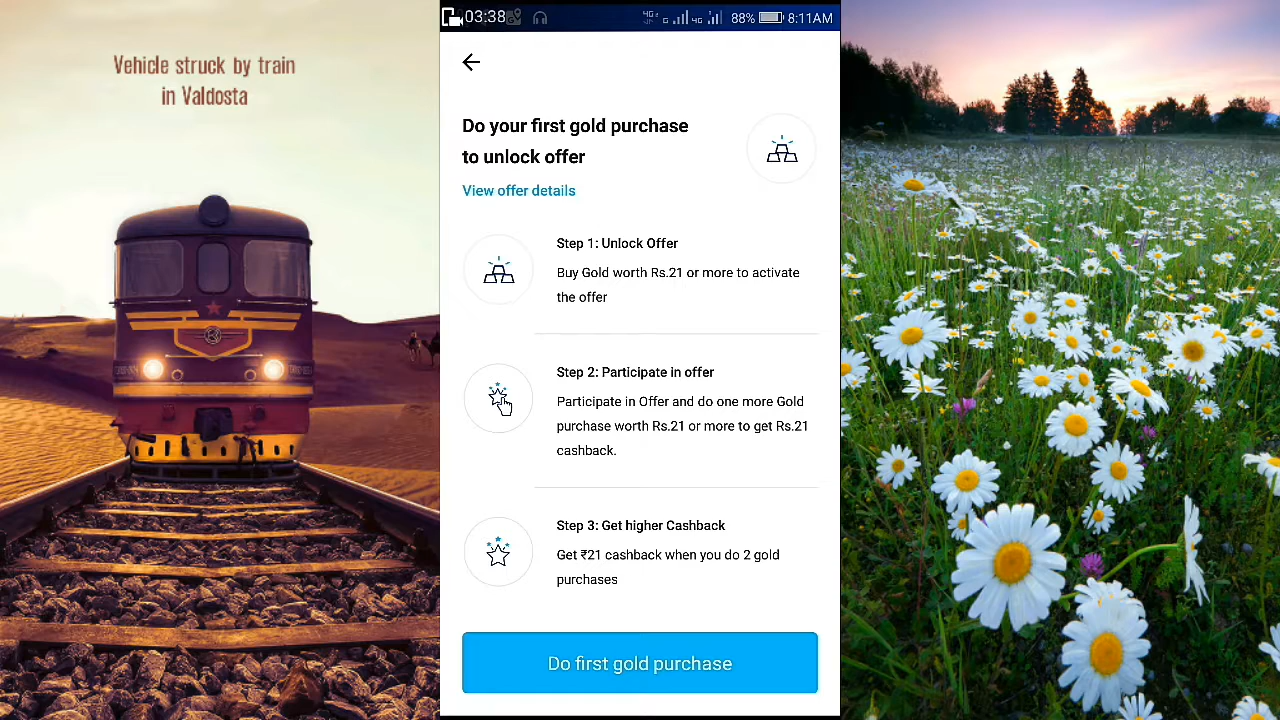 Vehicle struck by train
in Valdosta
03:38
88%
8:11AM
Do your first gold purchase
to unlock offer
View offer details
Step 1: Unlock Offer
Buy Gold worth Rs.21 or more to activate
the offer
Step 2: Participate in offer
Participate in Offer and do one more Gold
purchase worth Rs.21 or more to get Rs.21
cashback.
Step 3: Get higher Cashback
Get ₹21 cashback when you do 2 gold
purchases
Do first gold purchase